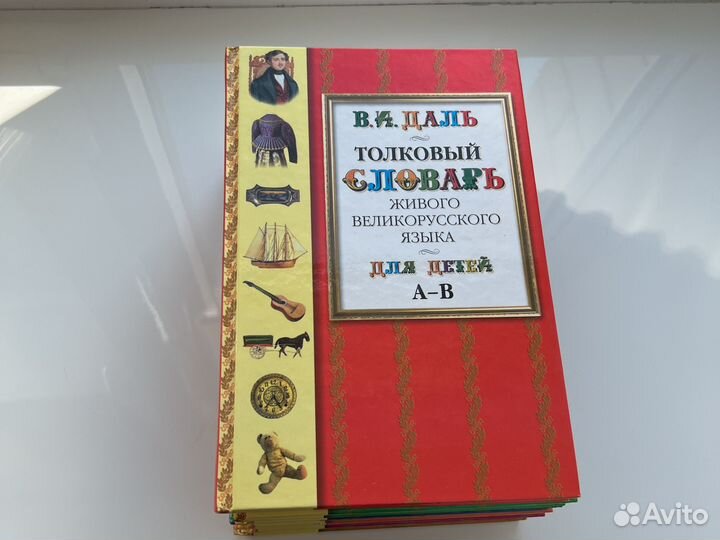 В.И. ДАЛЬ
ТОЛКОВЫЙ
СЛОВАРЬ
ЖИВОГО
ВЕЛИКОРУССКОГО
ЯЗЫКА
ДЛЯ ДЕТЕЙ
А–В
Avito